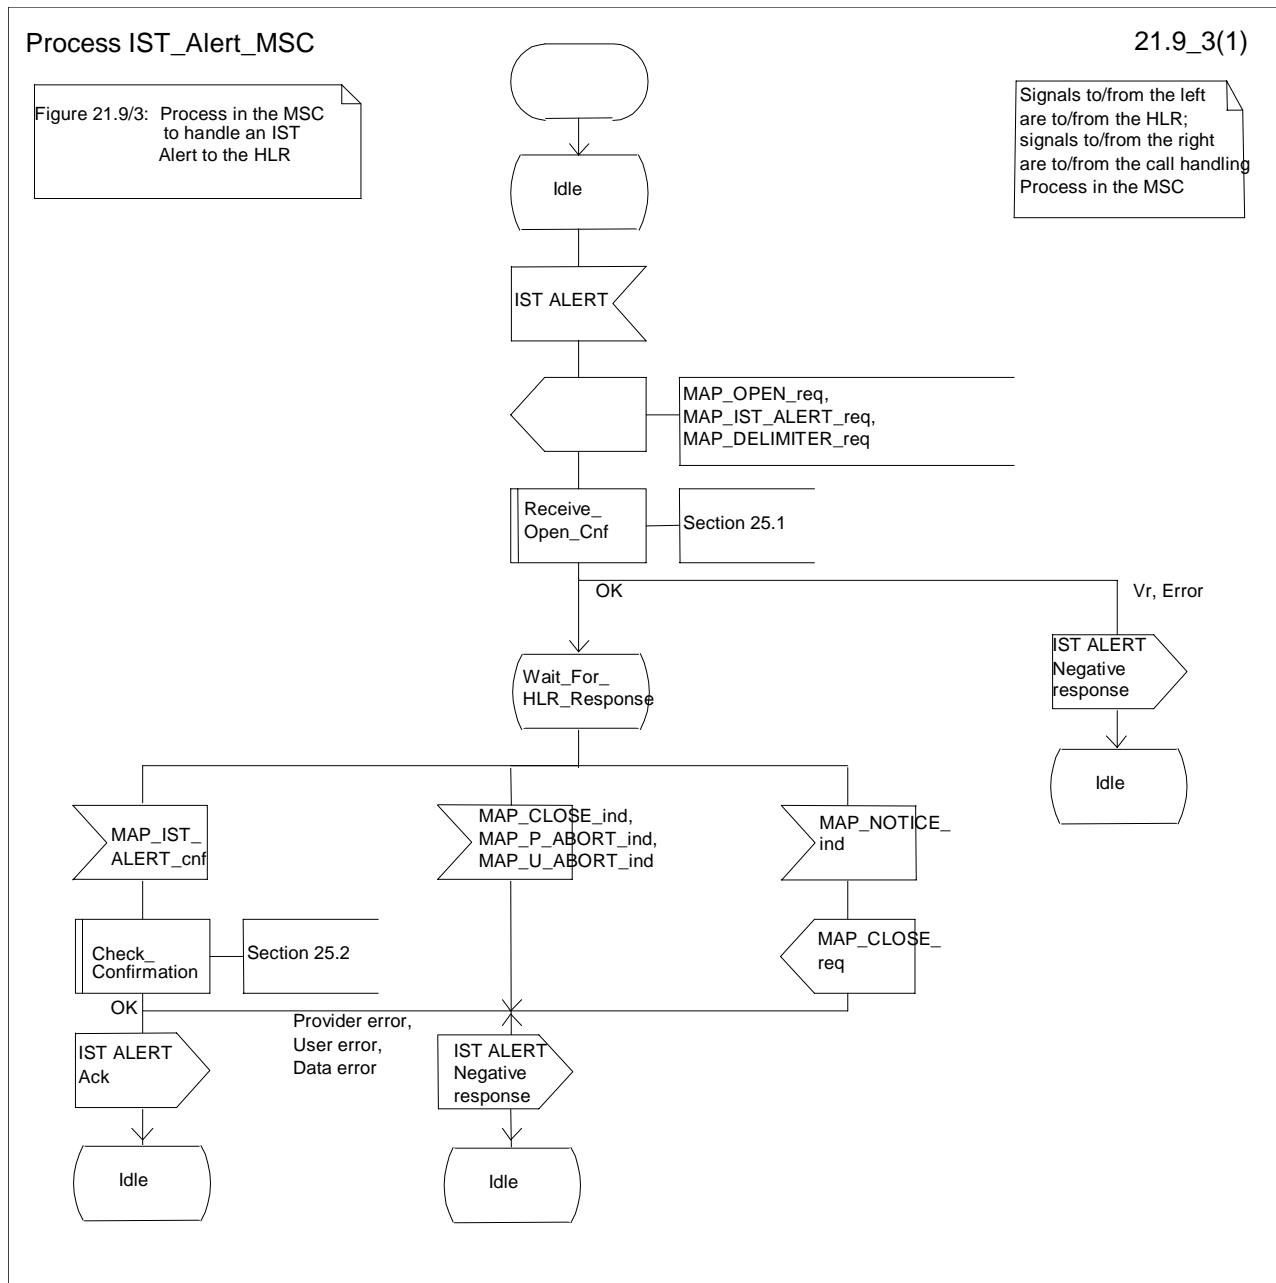 Process IST_Alert_MSC
21.9_3(1)
Figure 21.9/3: Process in the MSC
to handle an IST
Alert to the HLR
Signals to/from the left
are to/from the HLR;
signals to/from the right
are to/from the call handling
Process in the MSC
Idle
IST ALERT
MAP_OPEN_req,
MAP_IST_ALERT_req,
MAP_DELIMITER_req
Receive_
Open_Cnf
Section 25.1
OK
Vr, Error
IST ALERT
Negative
response
Idle
Wait_For_
HLR_Response
MAP_IST_
ALERT_cnf
MAP_CLOSE_ind,
MAP_P_ABORT_ind,
MAP_U_ABORT_ind
MAP_NOTICE_
ind
Check_
Confirmation
Section 25.2
MAP_CLOSE_
req
OK
Provider error,
User error,
Data error
IST ALERT
Ack
IST ALERT
Negative
response
Idle
Idle